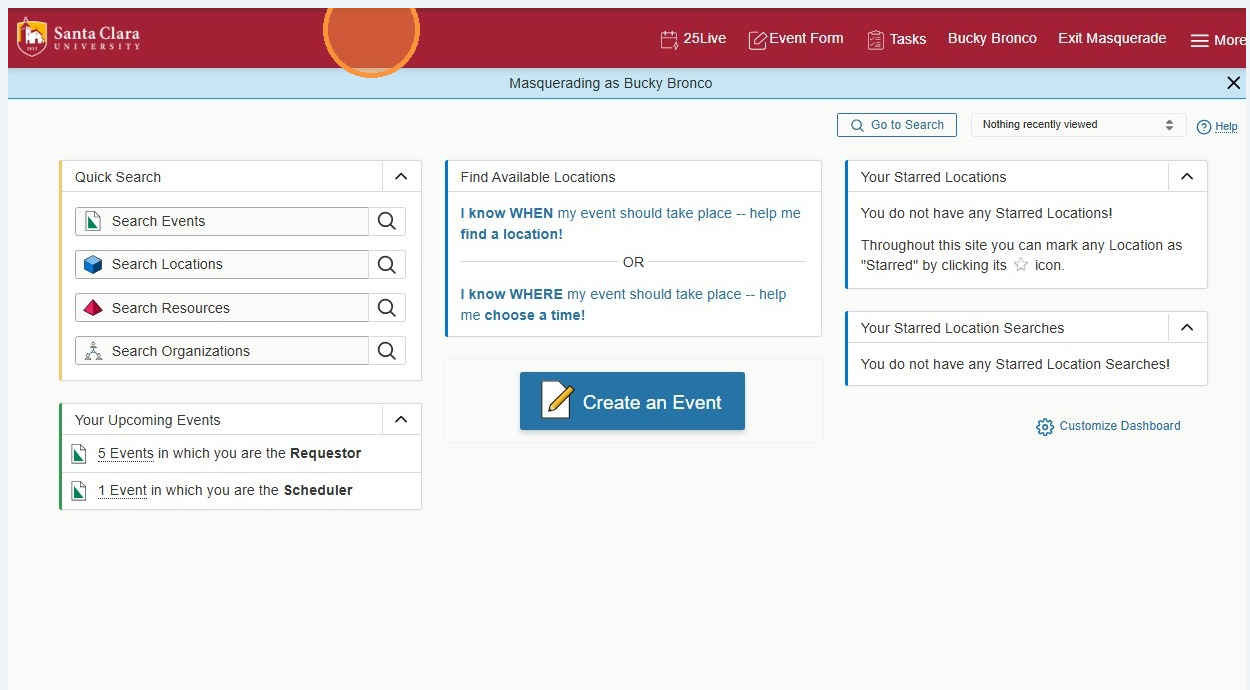 Santa Clara
UNIVERSITY
1851
25Live
Event Form
Tasks
Bucky Bronco
Exit Masquerade
More
Masquerading as Bucky Bronco
Go to Search
Nothing recently viewed
Help
Quick Search
Search Events
Search Locations
Search Resources
Search Organizations
Your Upcoming Events
5 Events in which you are the Requestor
1 Event in which you are the Scheduler
Find Available Locations
I know WHEN my event should take place -- help me
find a location!
OR
I know WHERE my event should take place -- help
me choose a time!
Create an Event
Your Starred Locations
You do not have any Starred Locations!
Throughout this site you can mark any Location as
"Starred" by clicking its icon.
Your Starred Location Searches
You do not have any Starred Location Searches!
Customize Dashboard